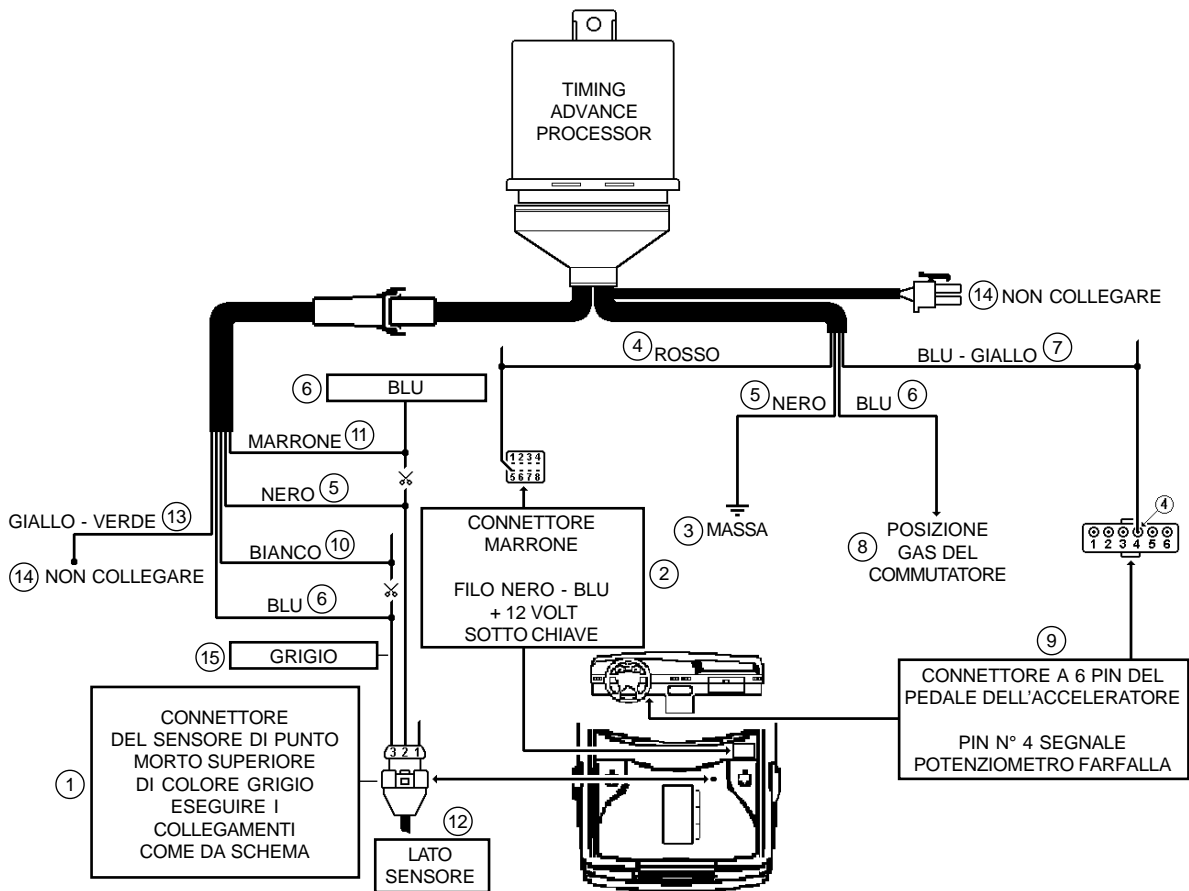 TIMING
ADVANCE
PROCESSOR
14 NON COLLEGARE
4 ROSSO
BLU - GIALLO 7
6 BLU
5 NERO
BLU 6
MARRONE 11
1 2 3 4
5 6 7 8
NERO 5
GIALLO - VERDE 13
3 MASSA
4
1 2 3 4 5 6
CONNETTORE
MARRONE
FILO NERO - BLU
+ 12 VOLT
SOTTO CHIAVE
2
8 POSIZIONE
GAS DEL
COMMUTATORE
BIANCO 10
14 NON COLLEGARE
BLU 6
15 GRIGIO
9
CONNETTORE A 6 PIN DEL
PEDALE DELL'ACCELERATORE
PIN N° 4 SEGNALE
POTENZIOMETRO FARFALLA
1
CONNETTORE
DEL SENSORE DI PUNTO
MORTO SUPERIORE
DI COLORE GRIGIO
ESEGUIRE I
COLLEGAMENTI
COME DA SCHEMA
3 2 1
12
LATO
SENSORE